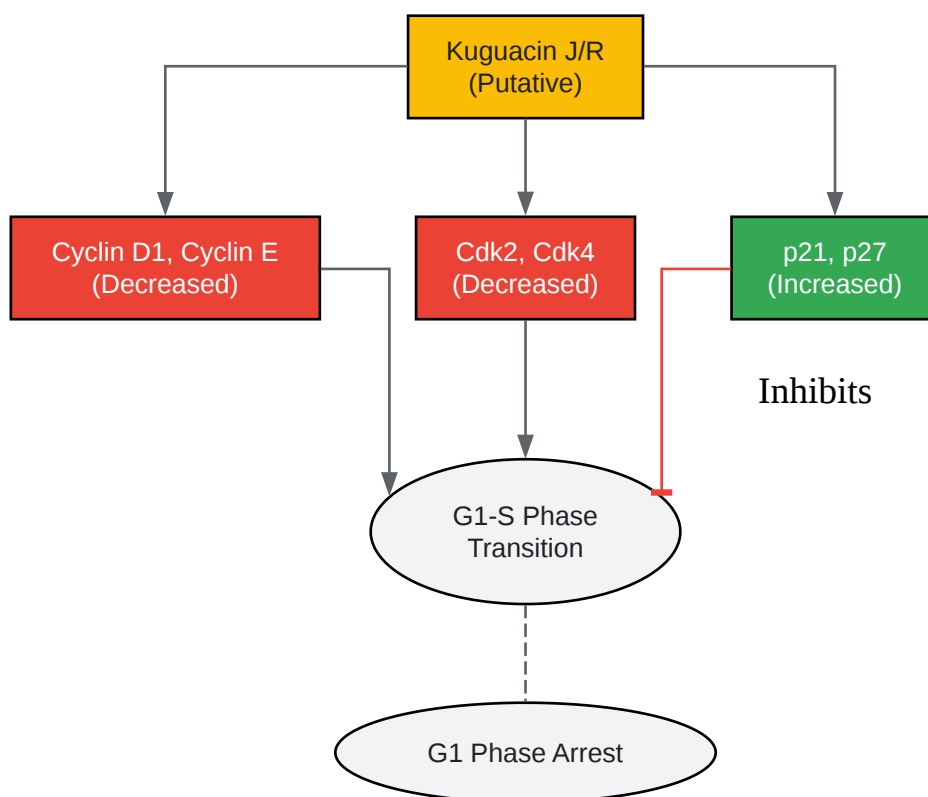 Kuguacin J/R
(Putative)
Cyclin D1, Cyclin E
(Decreased)
Cdk2, Cdk4
(Decreased)
p21, p27
(Increased)
Inhibits
G1-S Phase
Transition
G1 Phase Arrest